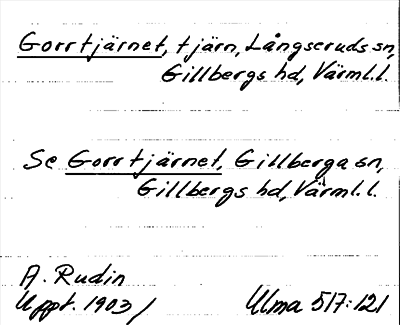 Gorrtjärnet, tjärn, Långseruds sn,
Gillbergs hd, Värml. l.
Se Gorrtjärnet, Gillberga sn,
Gillbergs hd, Värml. l.
A. Rudin
Uppt. 1903 /
Ulma 517:121